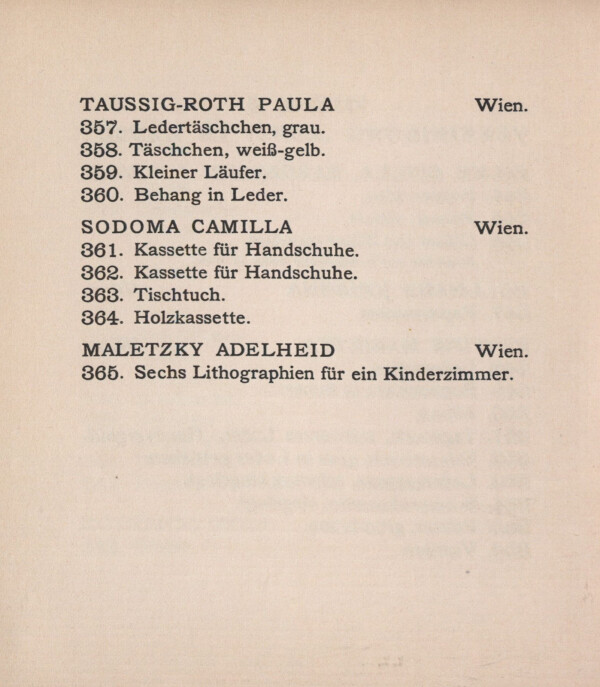 TAUSSIG-ROTH PAULA Wien.
357. Ledertäschchen, grau.
358. Täschchen, weiß-gelb.
359. Kleiner Läufer.
360. Behang in Leder.
SODOMA CAMILLA Wien.
361. Kassette für Handschuhe.
362. Kassette für Handschuhe.
363. Tischtuch.
364. Holzkassette.
MALETZKY ADELHEID Wien.
365. Sechs Lithographien für ein Kinderzimmer.